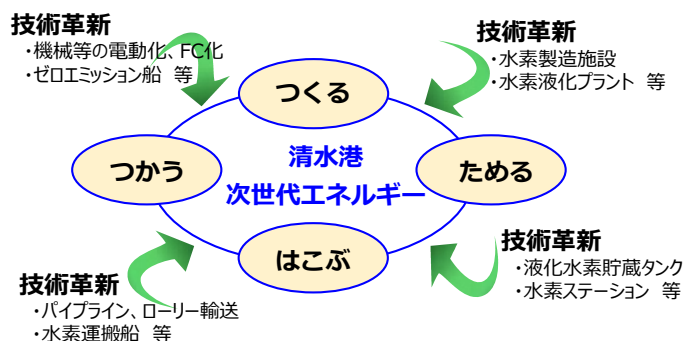 技術革新
・機械等の電動化、FC化
・ゼロエミッション船　等
技術革新
・水素製造施設
・水素液化プラント　等
つくる
つかう
清水港
次世代エネルギー
ためる
はこぶ
技術革新
・パイプライン、ローリー輸送
・水素運搬船　等
技術革新
・液化水素貯蔵タンク
・水素ステーション　等